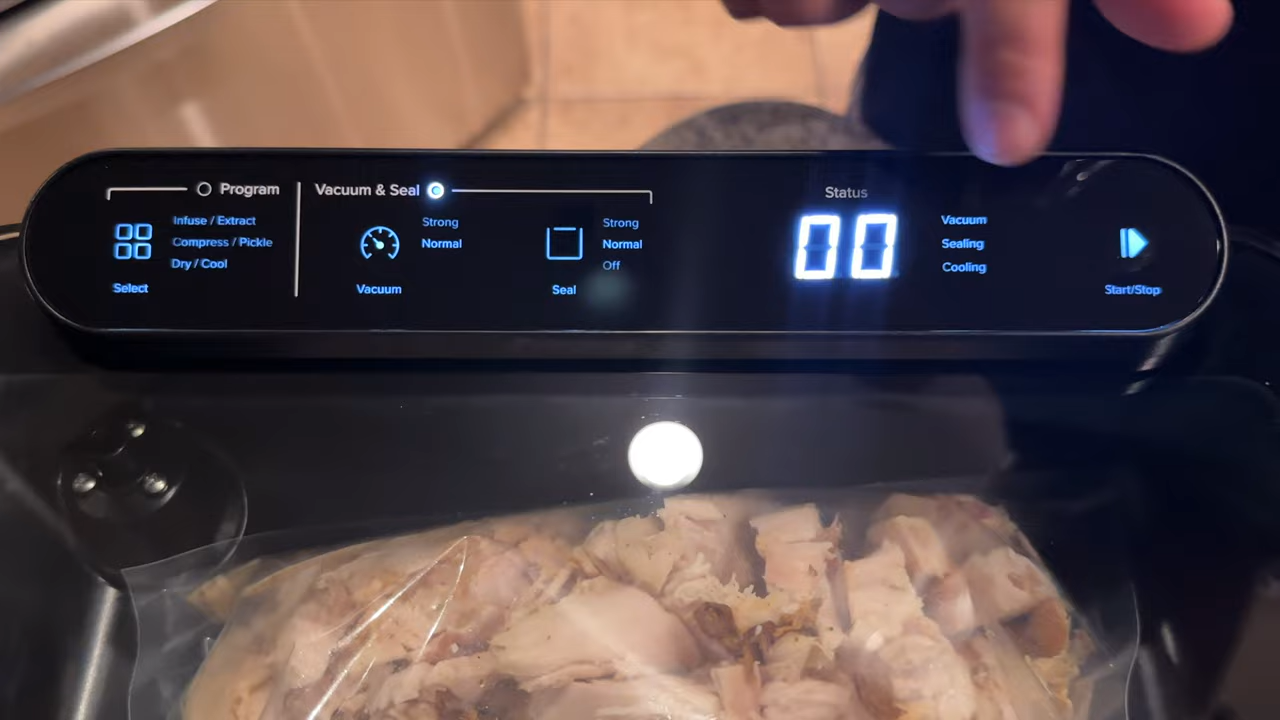 Program
Infuse / Extract
Compress / Pickle
Dry / Cool
Select
Vacuum & Seal
Strong
Normal
Vacuum
Strong
Normal
Off
Seal
Status
00
Vacuum
Sealing
Cooling
Start/Stop